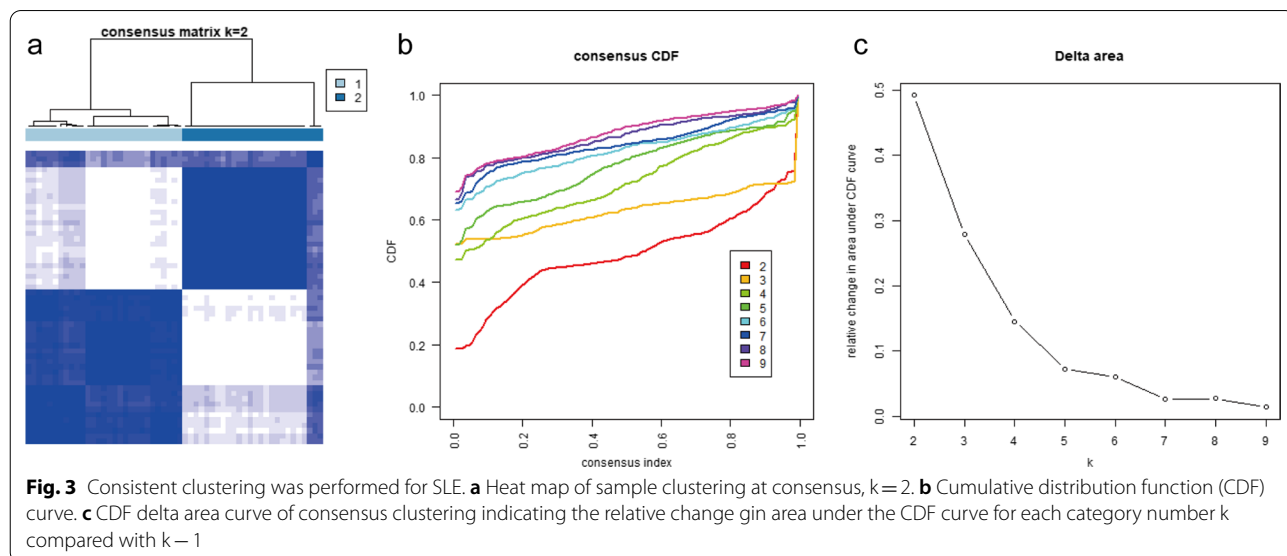 a
consensus matrix k=2
1
2
b
consensus CDF
CDF
1.0
0.8
0.6
0.4
0.2
0.0
2
3
4
5
6
7
8
9
0.0
0.2
0.4
0.6
0.8
1.0
consensus index
c
Delta area
relative change in area under CDF curve
0.5
0.4
0.3
0.2
0.1
0.0
2 3 4 5 6 7 8 9
k
Fig. 3 Consistent clustering was performed for SLE. a Heat map of sample clustering at consensus, k=2. b Cumulative distribution function (CDF)
curve. c CDF delta area curve of consensus clustering indicating the relative change gin area under the CDF curve for each category number k
compared with k−1